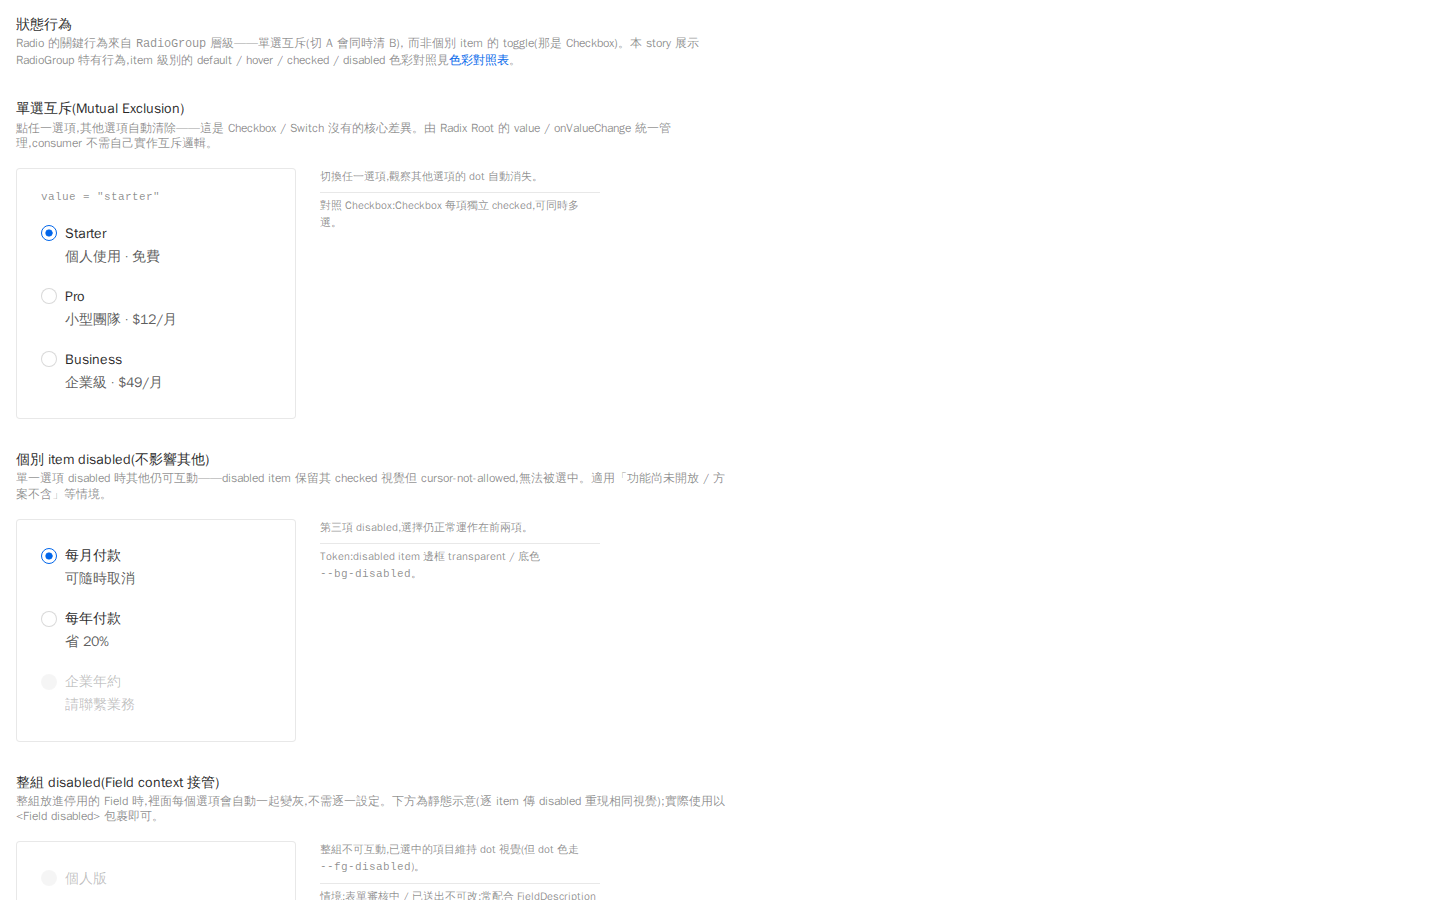 狀態行為
Radio 的關鍵行為來自 RadioGroup 層級——單選互斥(切 A 會同時清 B), 而非個別 item 的 toggle(那是 Checkbox)。本 story 展示
RadioGroup 特有行為,item 級別的 default / hover / checked / disabled 色彩對照見色彩對照表。
單選互斥(Mutual Exclusion)
點任一選項,其他選項自動清除——這是 Checkbox / Switch 沒有的核心差異。由 Radix Root 的 value / onValueChange 統一管
理,consumer 不需自己實作互斥邏輯。
value = "starter"
Starter
個人使用 · 免費
Pro
小型團隊 · $12/月
Business
企業級 · $49/月
切換任一選項,觀察其他選項的 dot 自動消失。
對照 Checkbox:Checkbox 每項獨立 checked,可同時多
選。
個別 item disabled(不影響其他)
單一選項 disabled 時其他仍可互動——disabled item 保留其 checked 視覺但 cursor-not-allowed,無法被選中。適用「功能尚未開放 / 方
案不含」等情境。
每月付款
可隨時取消
每年付款
省 20%
企業年約
請聯繫業務
第三項 disabled,選擇仍正常運作在前兩項。
Token:disabled item 邊框 transparent / 底色
--bg-disabled。
整組 disabled(Field context 接管)
整組放進停用的 Field 時,裡面每個選項會自動一起變灰,不需逐一設定。下方為靜態示意(逐 item 傳 disabled 重現相同視覺);實際使用以
<Field disabled> 包裹即可。
個人版
整組不可互動,已選中的項目維持 dot 視覺(但 dot 色走
--fg-disabled)。
情境:表單審核中 / 已送出不可改;常配合 FieldDescription